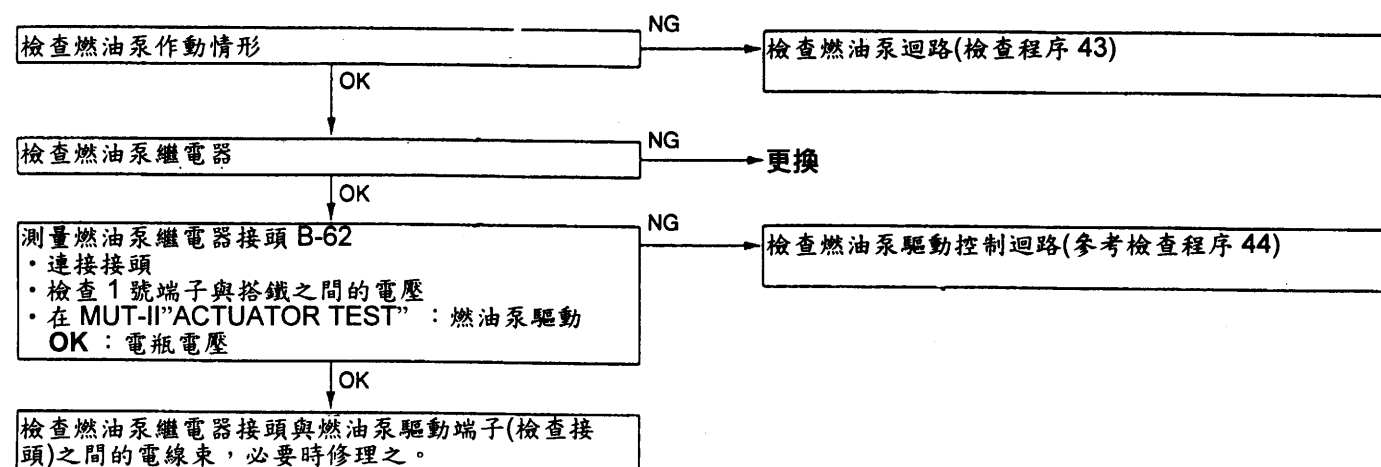 檢查燃油泵作動情形
NG
檢查燃油泵迴路(檢查程序 43)
OK
檢查燃油泵繼電器
NG
更換
OK
測量燃油泵繼電器接頭 B-62
・連接接頭
・檢查 1 號端子與搭鐵之間的電壓
・在 MUT-II”ACTUATOR TEST” ：燃油泵驅動
OK ：電瓶電壓
NG
檢查燃油泵驅動控制迴路(參考檢查程序 44)
OK
檢查燃油泵繼電器接頭與燃油泵驅動端子(檢查接
頭)之間的電線束，必要時修理之。